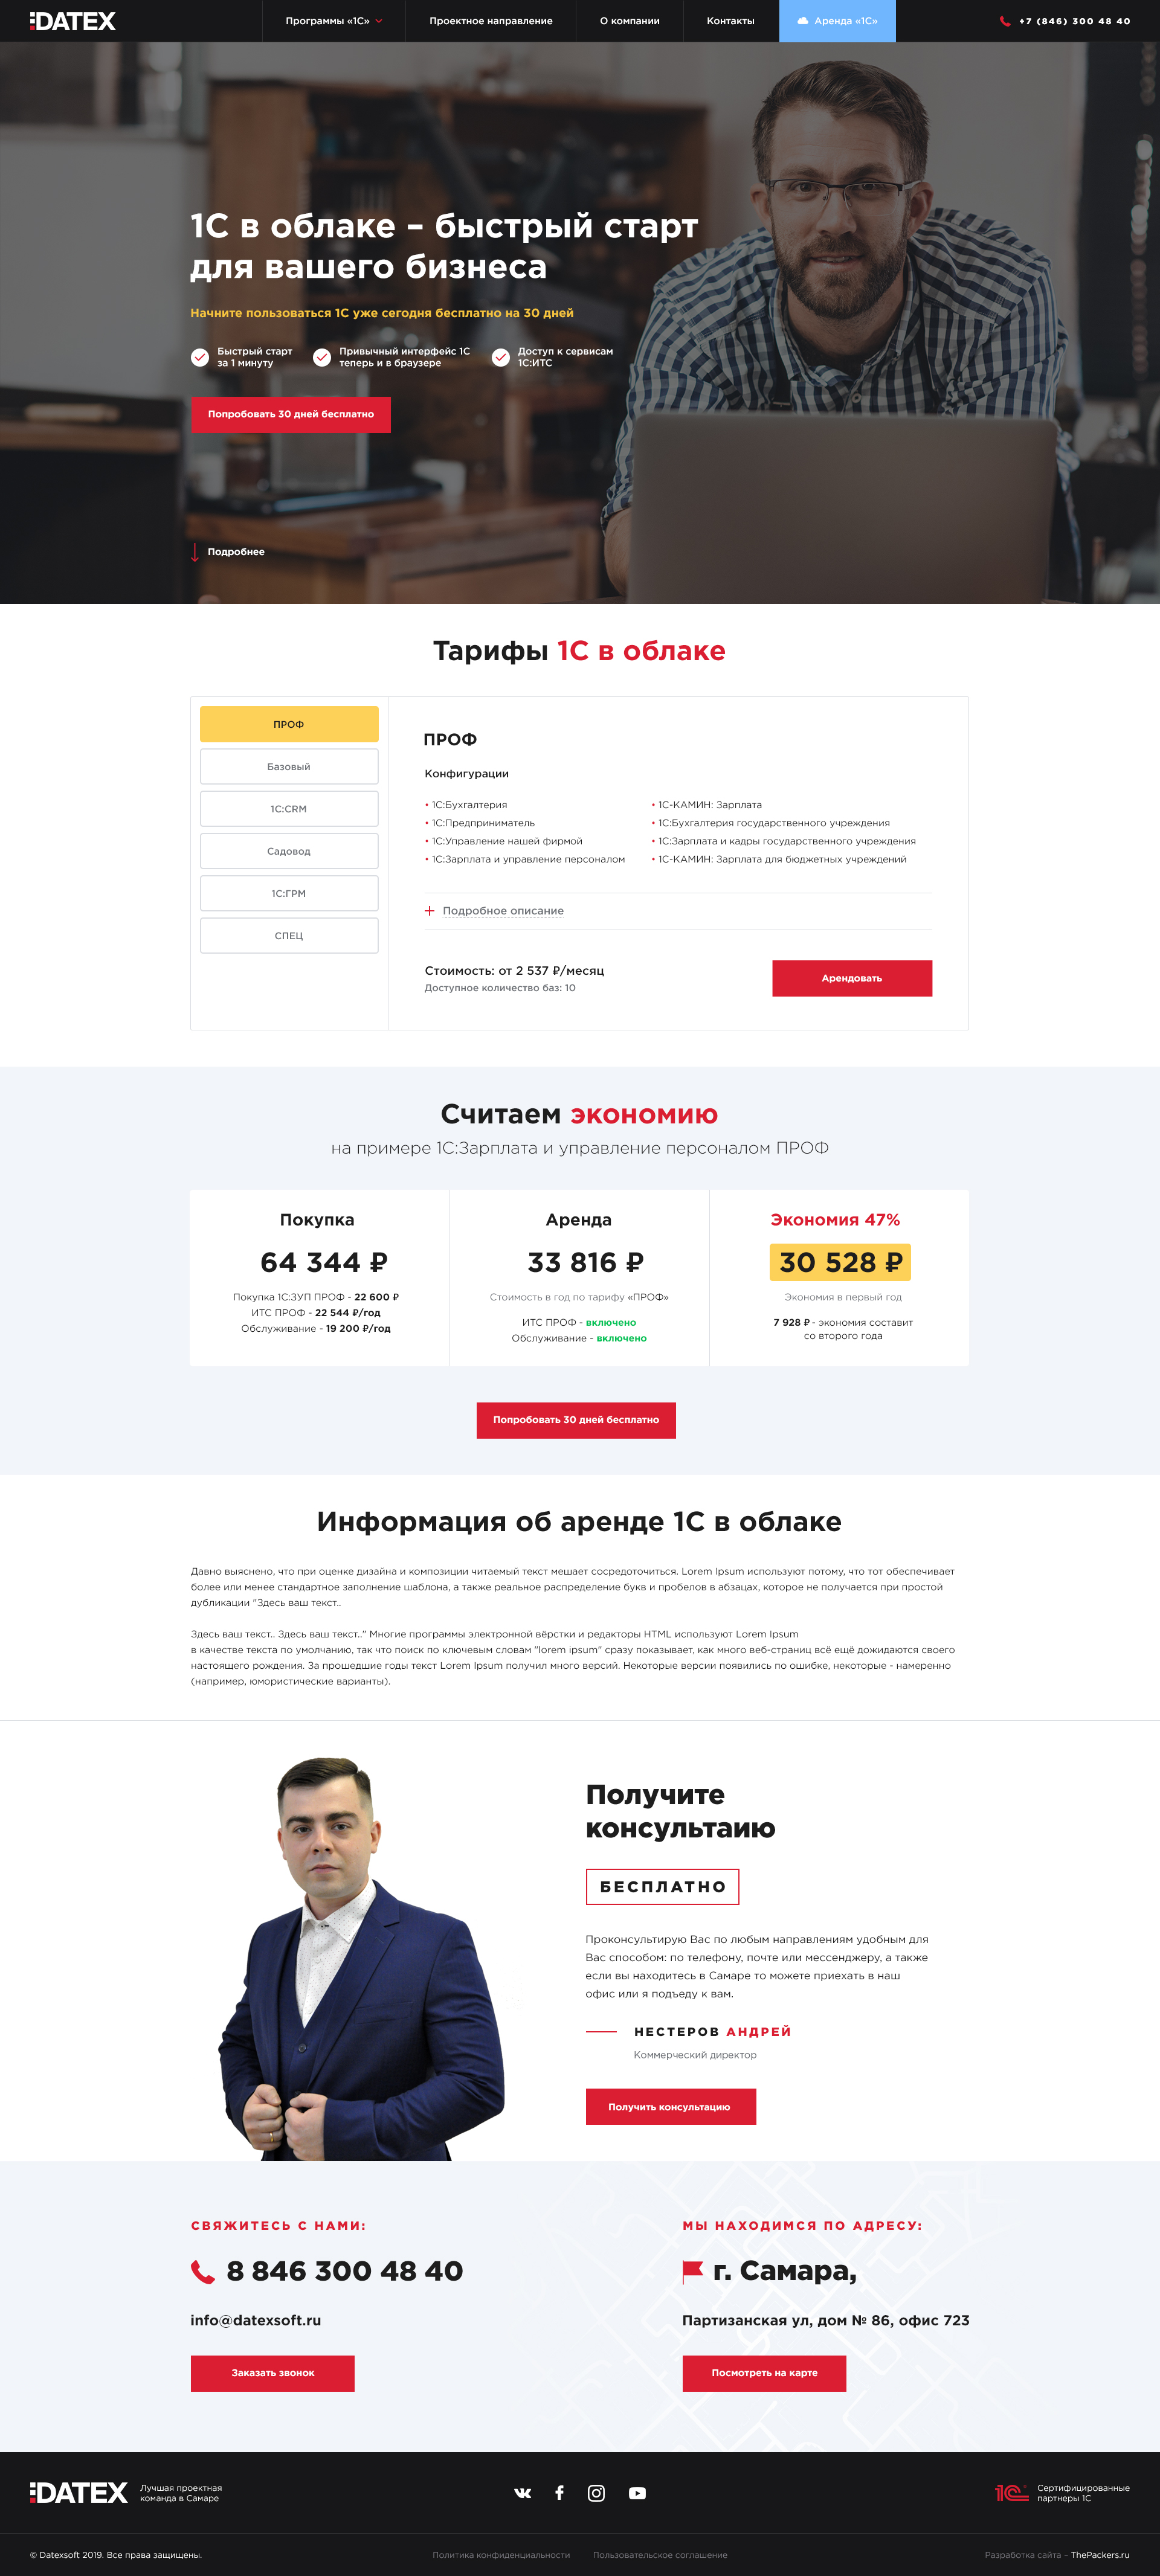 DATEX
Программы «1С»
Проектное направление
О компании
Контакты
Аренда «1С»
+7 (846) 300 48 40
1С в облаке – быстрый старт
для вашего бизнеса
Начните пользоваться 1С уже сегодня бесплатно на 30 дней
Быстрый старт
за 1 минуту
Привычный интерфейс 1С
теперь и в браузере
Доступ к сервисам
1С:ИТС
Попробовать 30 дней бесплатно
Подробнее
Тарифы 1С в облаке
ПРОФ
Базовый
1С:CRM
Садовод
1С:ГРМ
СПЕЦ
ПРОФ
Конфигурации
• 1С:Бухгалтерия
• 1С:Предприниматель
• 1С:Управление нашей фирмой
• 1С:Зарплата и управление персоналом
• 1С-КАМИН: Зарплата
• 1С:Бухгалтерия государственного учреждения
• 1С:Зарплата и кадры государственного учреждения
• 1С-КАМИН: Зарплата для бюджетных учреждений
Подробное описание
Стоимость: от 2 537 ₽/месяц
Доступное количество баз: 10
Арендовать
Считаем экономию
на примере 1С:Зарплата и управление персоналом ПРОФ
Покупка
64 344 ₽
Покупка 1С:ЗУП ПРОФ - 22 600 ₽
ИТС ПРОФ - 22 544 ₽/год
Обслуживание - 19 200 ₽/год
Аренда
33 816 ₽
Стоимость в год по тарифу «ПРОФ»
ИТС ПРОФ - включено
Обслуживание - включено
Экономия 47%
30 528 ₽
Экономия в первый год
7 928 ₽ - экономия составит
со второго года
Попробовать 30 дней бесплатно
Информация об аренде 1С в облаке
Давно выяснено, что при оценке дизайна и композиции читаемый текст мешает сосредоточиться. Lorem Ipsum используют потому, что тот обеспечивает
более или менее стандартное заполнение шаблона, а также реальное распределение букв и пробелов в абзацах, которое не получается при простой
дубликации "Здесь ваш текст..
Здесь ваш текст.. Здесь ваш текст.." Многие программы электронной вёрстки и редакторы HTML используют Lorem Ipsum
в качестве текста по умолчанию, так что поиск по ключевым словам "lorem ipsum" сразу показывает, как много веб-страниц всё ещё дожидаются своего
настоящего рождения. За прошедшие годы текст Lorem Ipsum получил много версий. Некоторые версии появились по ошибке, некоторые - намеренно
(например, юмористические варианты).
Получите
консультаию
БЕСПЛАТНО
Проконсультирую Вас по любым направлениям удобным для
Вас способом: по телефону, почте или мессенджеру, а также
если вы находитесь в Самаре то можете приехать в наш
офис или я подъеду к вам.
НЕСТЕРОВ АНДРЕЙ
Коммерческий директор
Получить консультацию
СВЯЖИТЕСЬ С НАМИ:
8 846 300 48 40
info@datexsoft.ru
Заказать звонок
МЫ НАХОДИМСЯ ПО АДРЕСУ:
г. Самара,
Партизанская ул, дом № 86, офис 723
Посмотреть на карте
DATEX
Лучшая проектная
команда в Самаре
1С
Сертифицированные
партнеры 1С
© Datexsoft 2019. Все права защищены.
Политика конфиденциальности
Пользовательское соглашение
Разработка сайта – ThePackers.ru